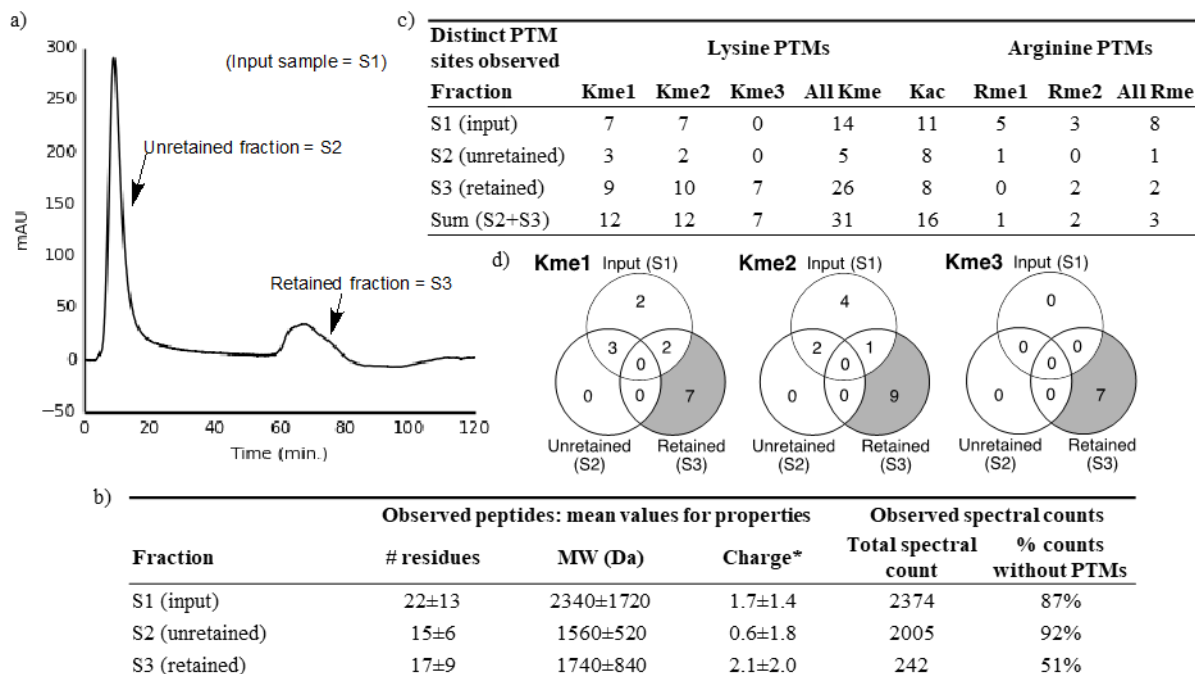 a)
mAU
300
250
200
150
100
50
0
−50
0 20 40 60 80 100 120
Time (min.)
(Input sample = S1)
Unretained fraction = S2
Retained fraction = S3
c)
Distinct PTM sites observed Lysine PTMs Arginine PTMs
Fraction Kme1 Kme2 Kme3 All Kme Kac Rme1 Rme2 All Rme
S1 (input) 7 7 0 14 11 5 3 8
S2 (unretained) 3 2 0 5 8 1 0 1
S3 (retained) 9 10 7 26 8 0 2 2
Sum (S2+S3) 12 12 7 31 16 1 2 3
d)
Kme1 Input (S1)
2
3 2
0
0 0 7
Unretained (S2)
Retained (S3)
Kme2 Input (S1)
4
2 1
0
0 0 9
Unretained (S2)
Retained (S3)
Kme3 Input (S1)
0
0 0
0
0 0 7
Unretained (S2)
Retained (S3)
b)
Observed peptides: mean values for properties Observed spectral counts
Fraction # residues MW (Da) Charge* Total spectral count % counts without PTMs
S1 (input) 22±13 2340±1720 1.7±1.4 2374 87%
S2 (unretained) 15±6 1560±520 0.6±1.8 2005 92%
S3 (retained) 17±9 1740±840 2.1±2.0 242 51%